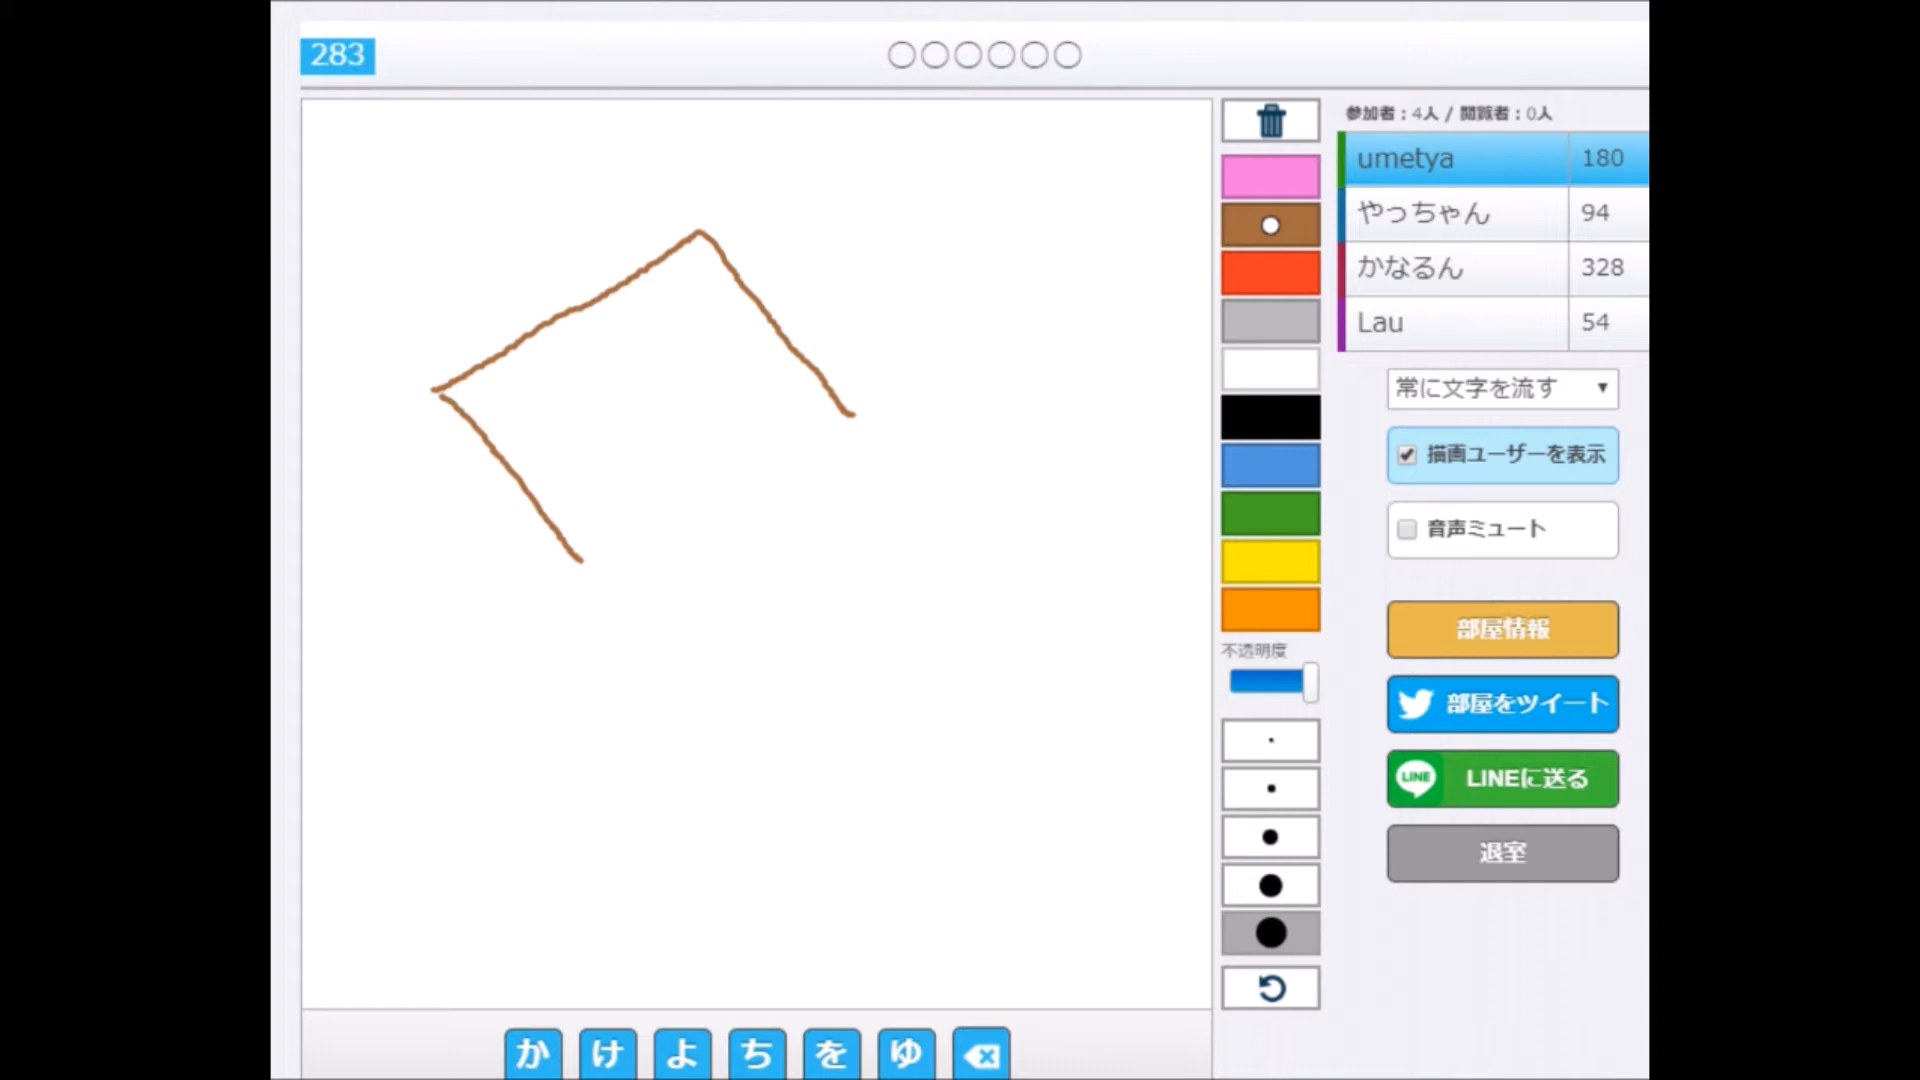 283
○○○○○○
参加者：4人 / 閲覧者：0人
umetya 180
やっちゃん 94
かなるん 328
Lau 54
常に文字を流す ▼
描画ユーザーを表示
音声ミュート
部屋情報
部屋をツイート
LINE LINEに送る
退室
不透明度
か け よ ち を ゆ